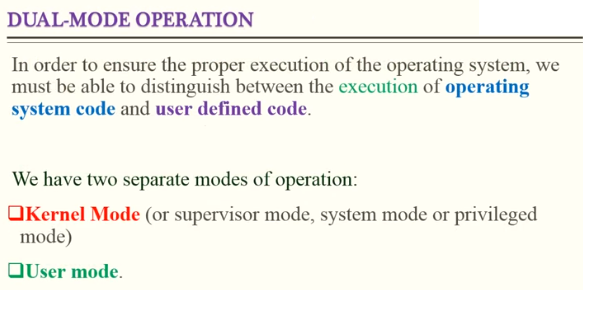 DUAL-MODE OPERATION
In order to ensure the proper execution of the operating system, we
must be able to distinguish between the execution of operating
system code and user defined code.
We have two separate modes of operation:
❑Kernel Mode (or supervisor mode, system mode or privileged
mode)
❑User mode.